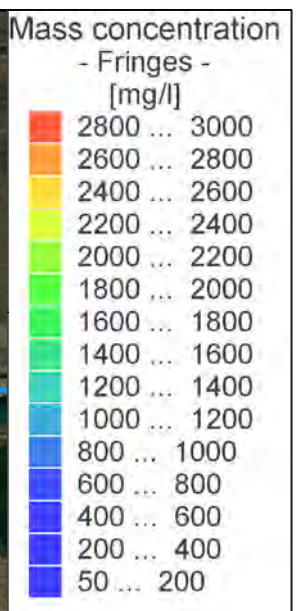 Mass concentration
- Fringes -
[mg/l]
2800 ... 3000
2600 ... 2800
2400 ... 2600
2200 ... 2400
2000 ... 2200
1800 ... 2000
1600 ... 1800
1400 ... 1600
1200 ... 1400
1000 ... 1200
800 ... 1000
600 ... 800
400 ... 600
200 ... 400
50 ... 200